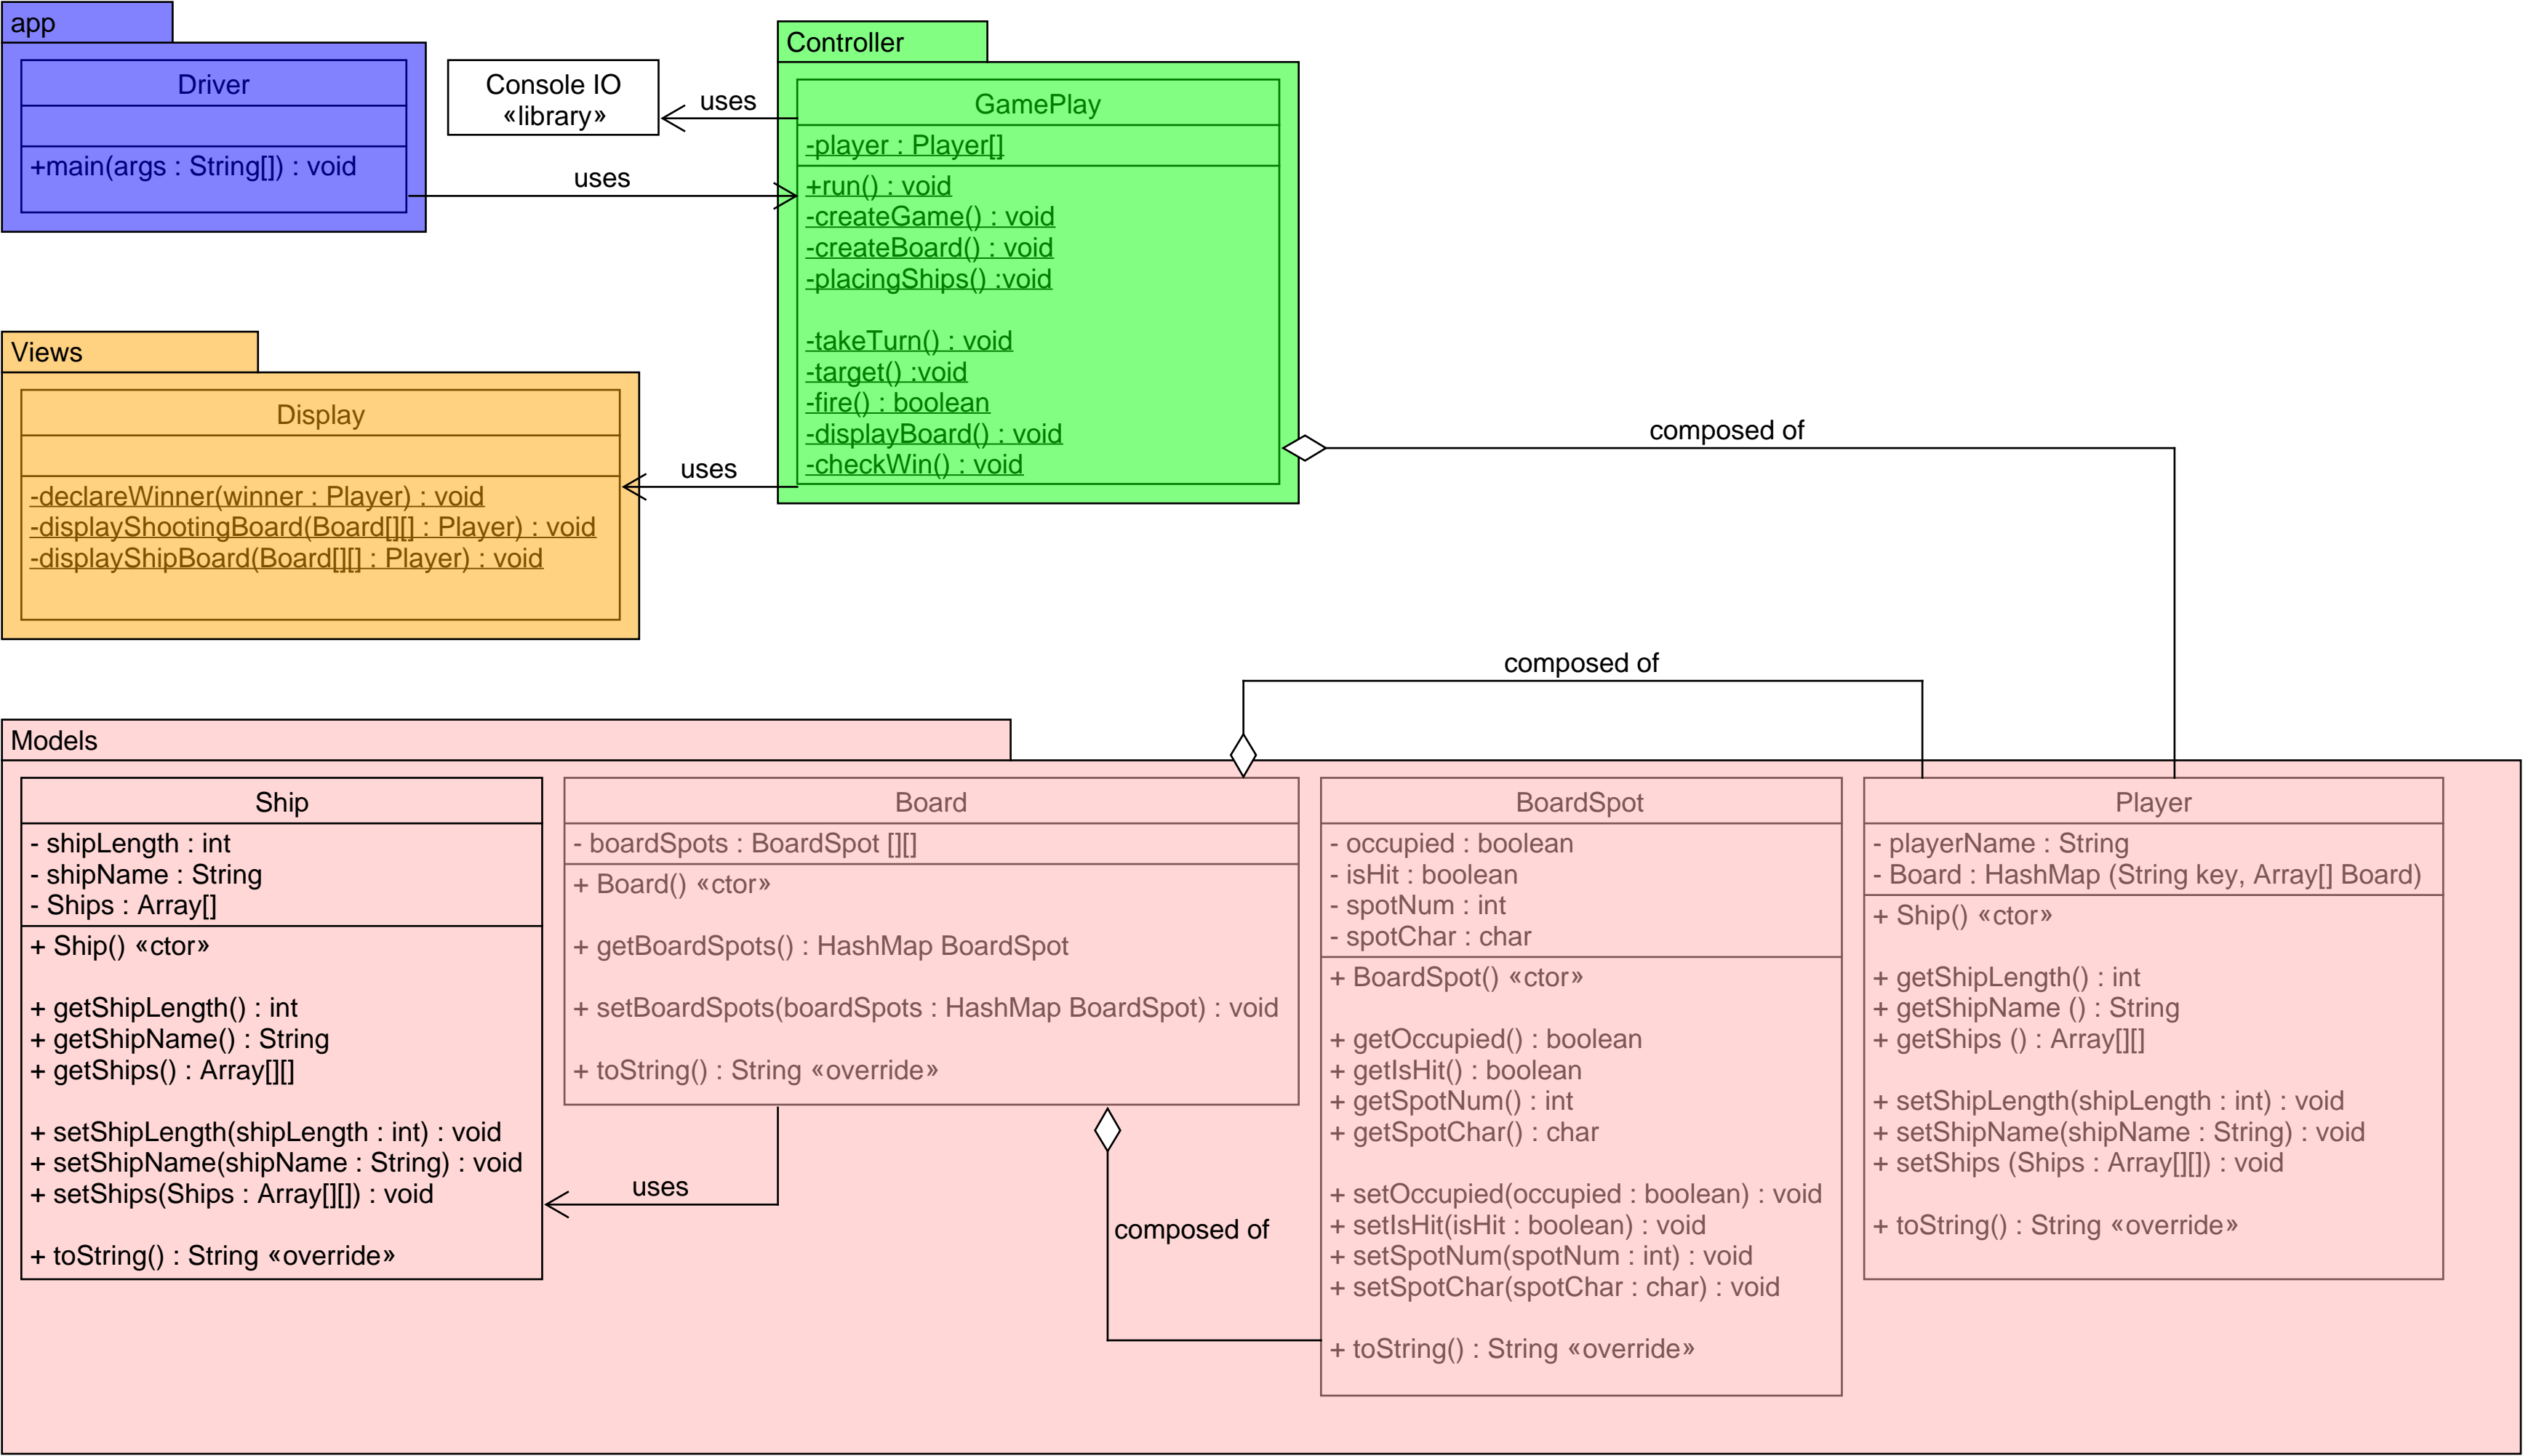 app
Driver
+main(args : String[]) : void
Console IO
«library»
uses
uses
Controller
GamePlay
-player : Player[]
+run() : void
-createGame() : void
-createBoard() : void
-placingShips() :void
-takeTurn() : void
-target() :void
-fire() : boolean
-displayBoard() : void
-checkWin() : void
Views
Display
-declareWinner(winner : Player) : void
-displayShootingBoard(Board[][] : Player) : void
-displayShipBoard(Board[][] : Player) : void
uses
composed of
composed of
Models
Ship
- shipLength : int
- shipName : String
- Ships : Array[]
+ Ship() «ctor»
+ getShipLength() : int
+ getShipName() : String
+ getShips() : Array[][]
+ setShipLength(shipLength : int) : void
+ setShipName(shipName : String) : void
+ setShips(Ships : Array[][]) : void
+ toString() : String «override»
Board
- boardSpots : BoardSpot [][]
+ Board() «ctor»
+ getBoardSpots() : HashMap BoardSpot
+ setBoardSpots(boardSpots : HashMap BoardSpot) : void
+ toString() : String «override»
uses
composed of
BoardSpot
- occupied : boolean
- isHit : boolean
- spotNum : int
- spotChar : char
+ BoardSpot() «ctor»
+ getOccupied() : boolean
+ getIsHit() : boolean
+ getSpotNum() : int
+ getSpotChar() : char
+ setOccupied(occupied : boolean) : void
+ setIsHit(isHit : boolean) : void
+ setSpotNum(spotNum : int) : void
+ setSpotChar(spotChar : char) : void
+ toString() : String «override»
Player
- playerName : String
- Board : HashMap (String key, Array[] Board)
+ Ship() «ctor»
+ getShipLength() : int
+ getShipName () : String
+ getShips () : Array[][]
+ setShipLength(shipLength : int) : void
+ setShipName(shipName : String) : void
+ setShips (Ships : Array[][]) : void
+ toString() : String «override»